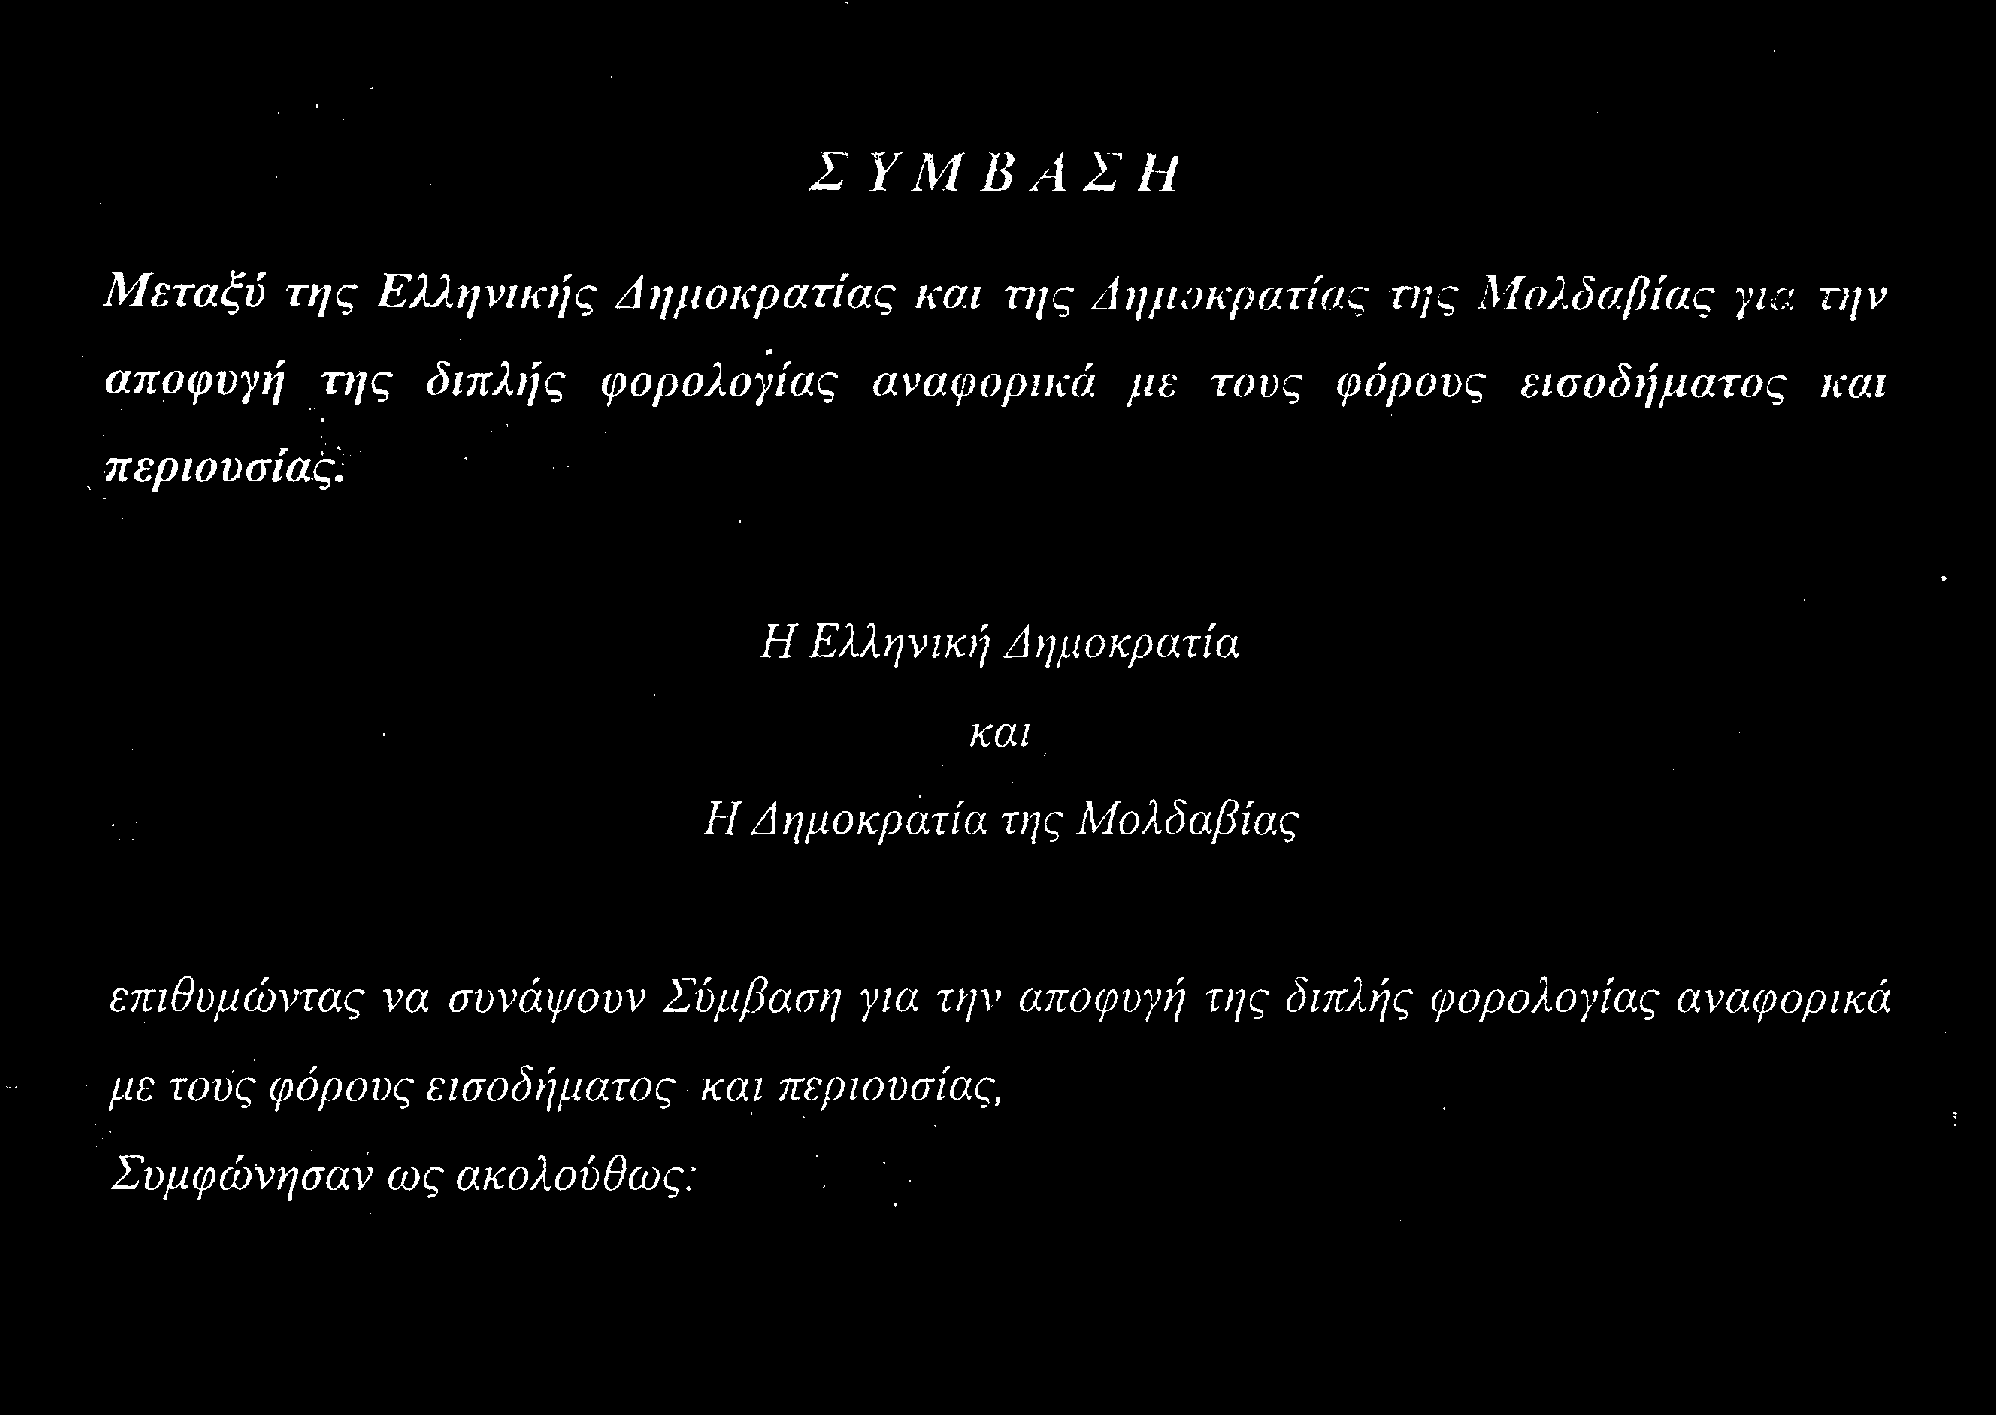 ΣΥΜΒΑΣΗ
Μεταξύ της Ελληνικής Δημοκρατίας και της Δημοκρατίας της Μολδαβίας για την
αποφυγή της διπλής φορολογίας αναφορικά με τους φόρους εισοδήματος και
περιουσίας.
Η Ελληνική Δημοκρατία
και
Η Δημοκρατία της Μολδαβίας
επιθυμώντας να συνάψουν Σύμβαση για την αποφυγή της διπλής φορολογίας αναφορικά
με τους φόρους εισοδήματος και περιουσίας,
Συμφώνησαν ως ακολούθως: